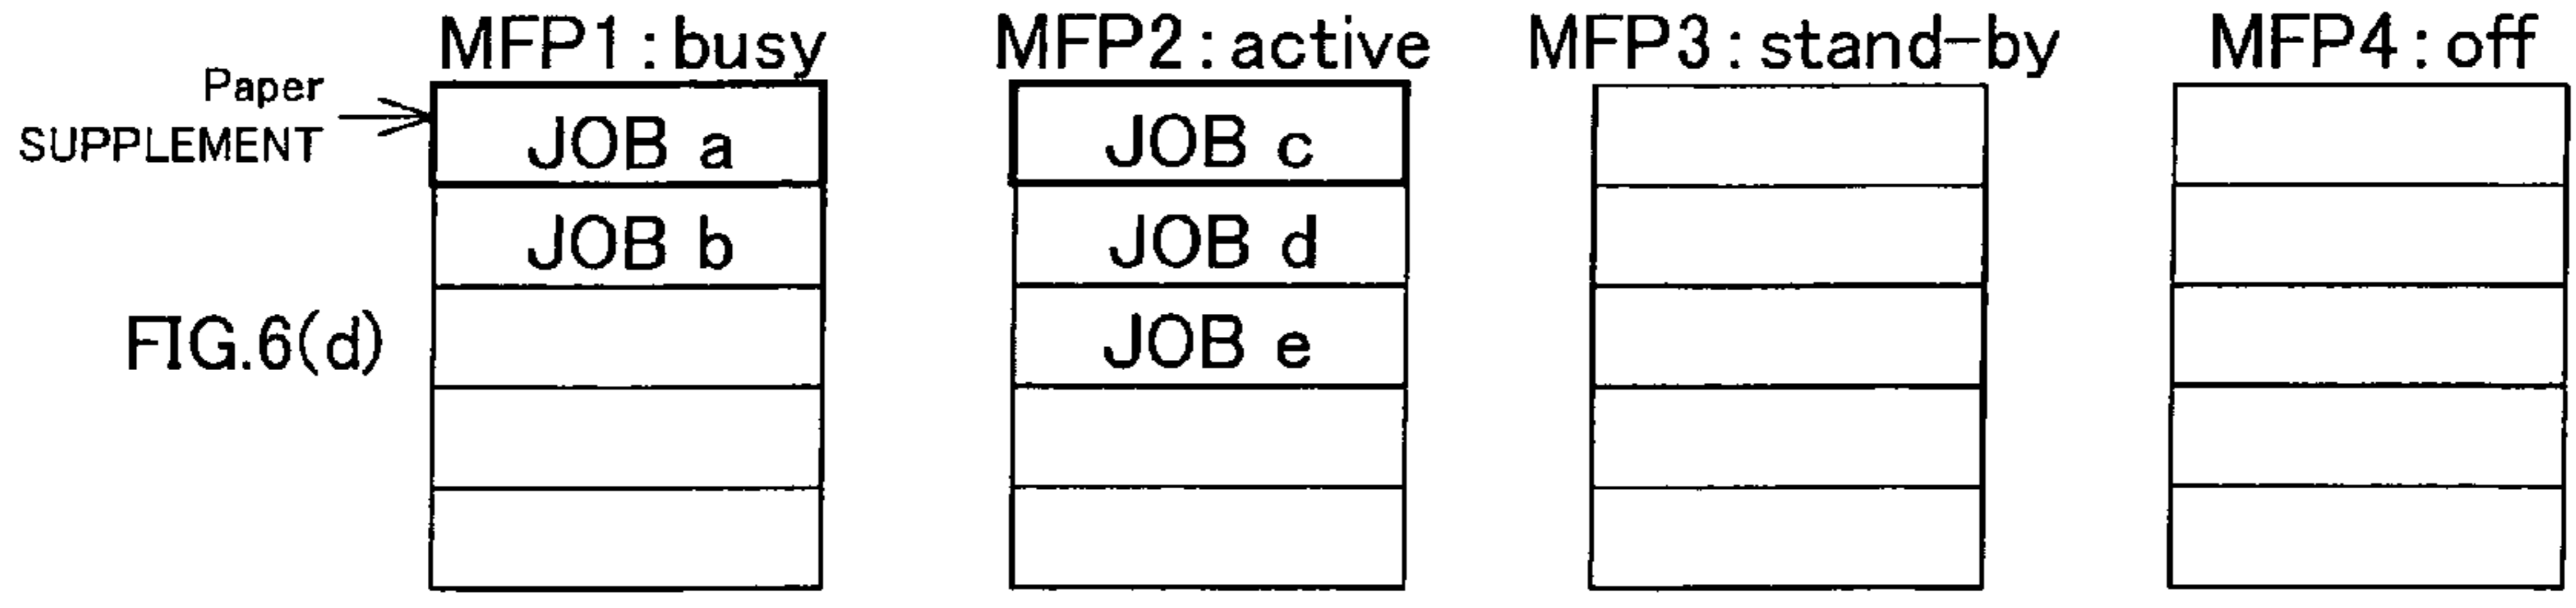 MFP1:busy
MFP2:active
MFP3:stand-by
MFP4:off
Paper
SUPPLEMENT
JOB a
JOB c
JOB b
JOB d
FIG.6(d)
JOB e